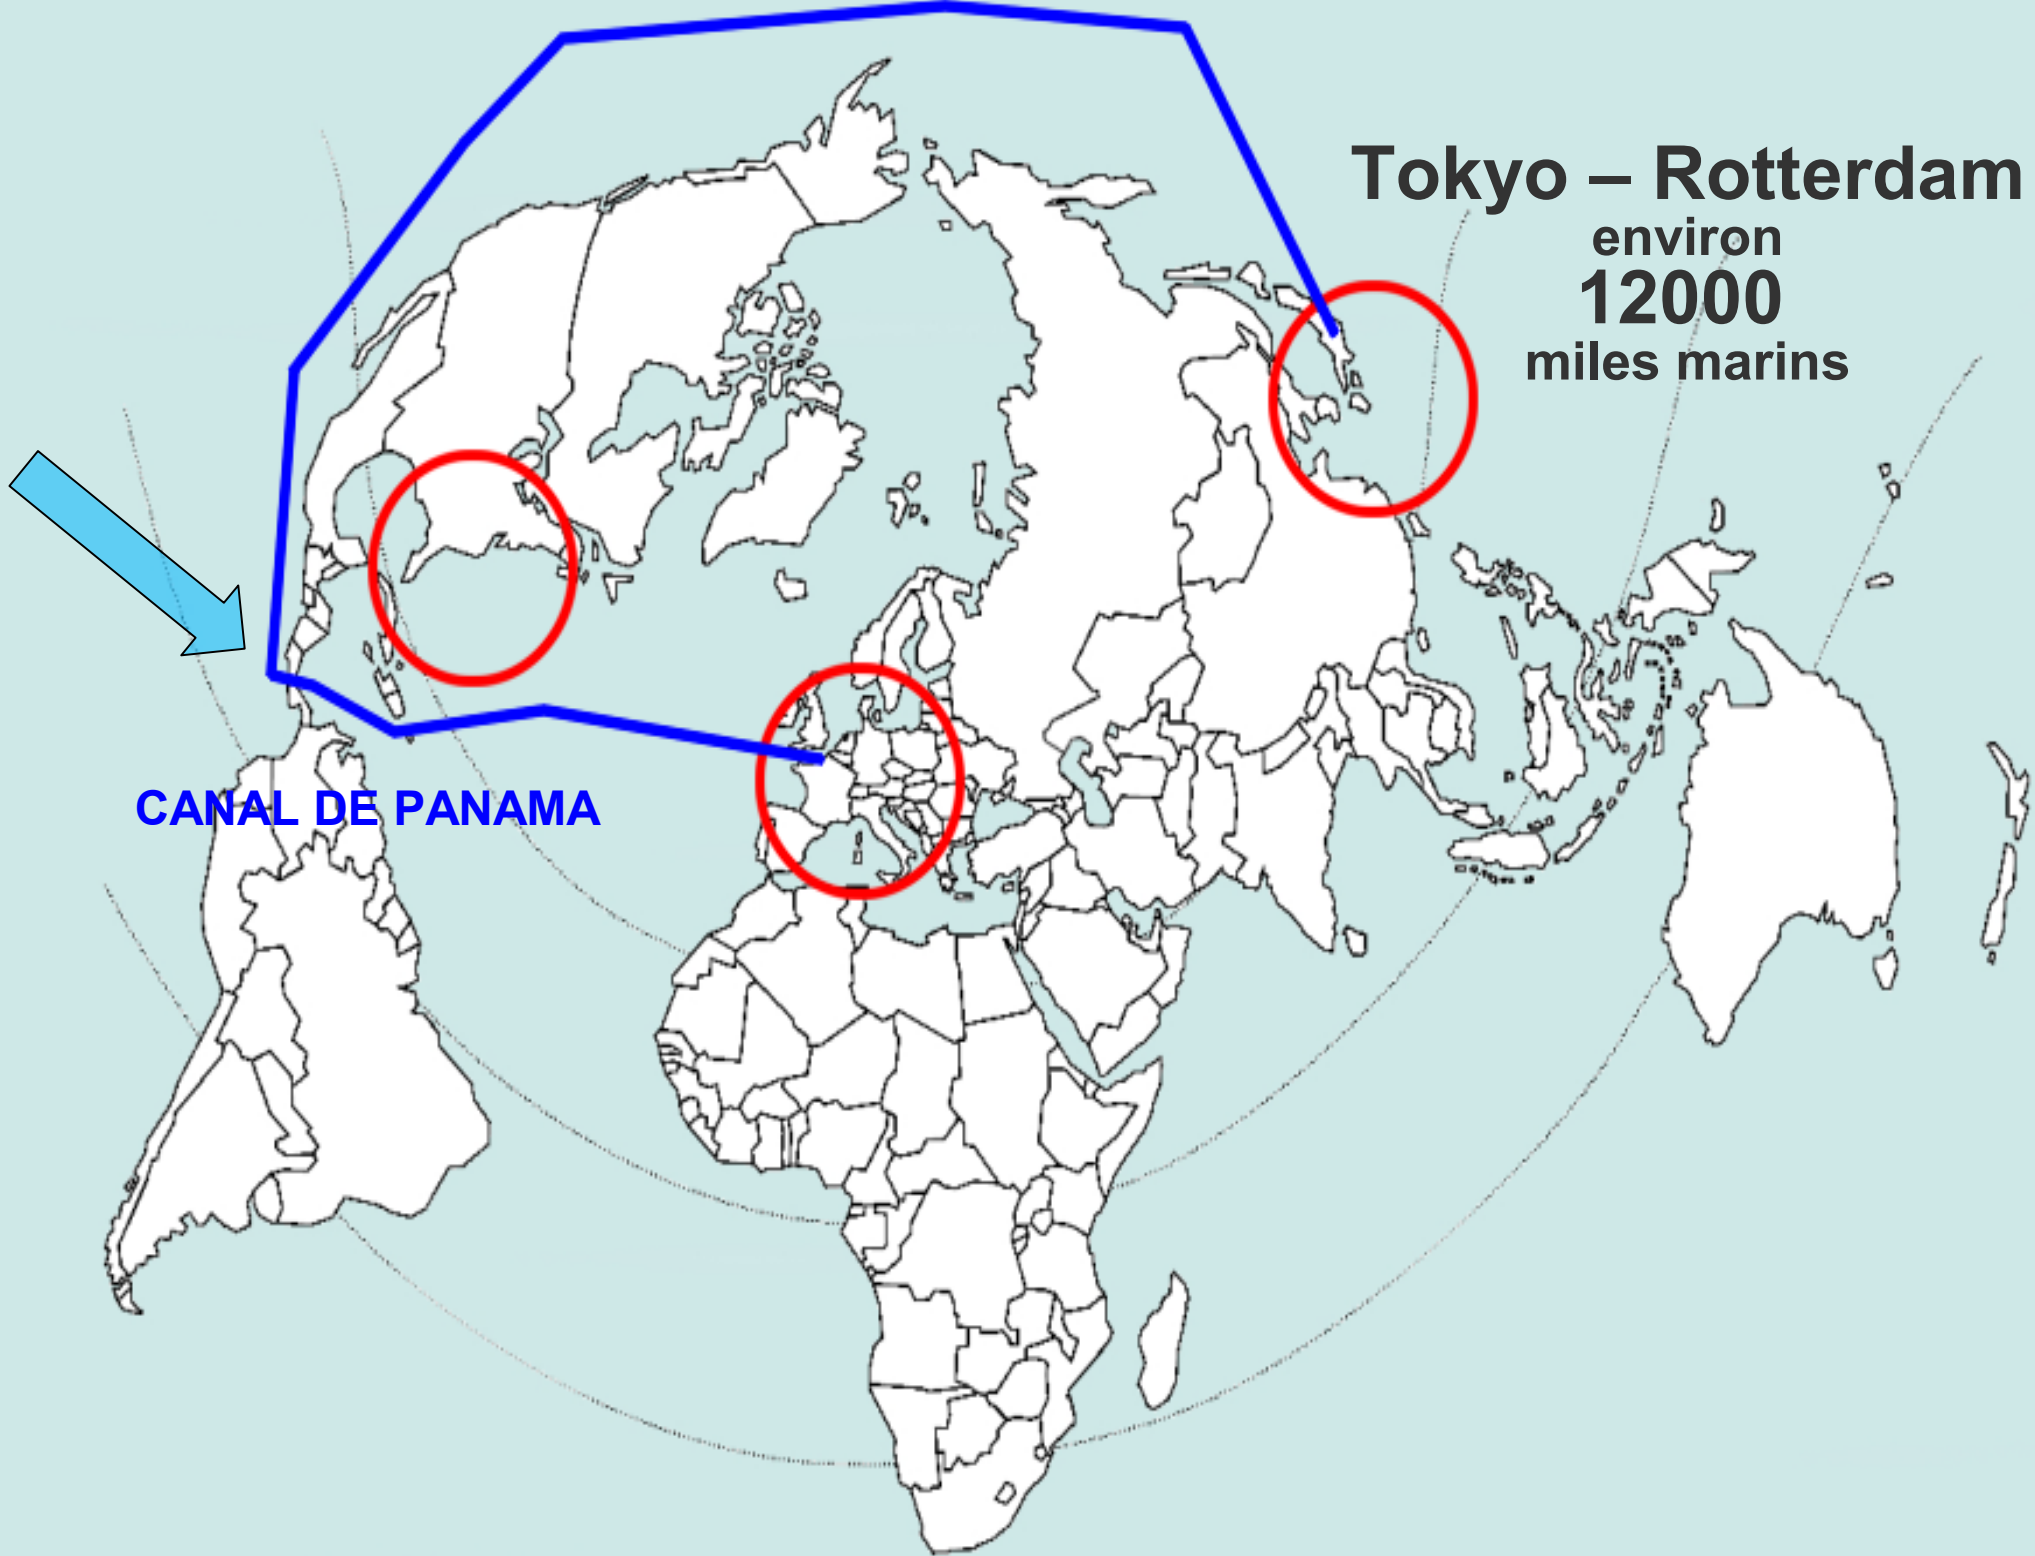 Tokyo – Rotterdam
environ
12000
miles marins
CANAL DE PANAMA